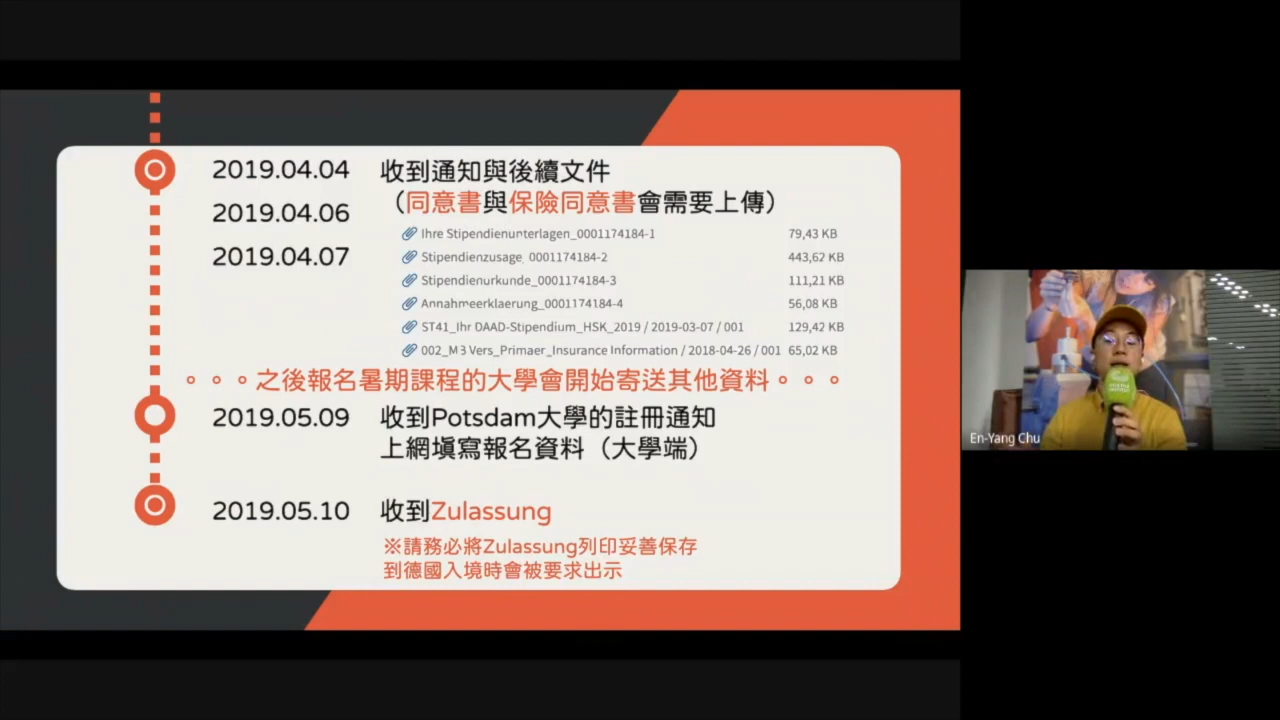 2019.04.04 收到通知與後續文件
（同意書與保險同意書會需要上傳）
2019.04.06
2019.04.07
Ihre Stipendienunterlagen_0001174184-1 79,43 KB
Stipendienzusage_0001174184-2 443,62 KB
Stipendienurkunde_0001174184-3 111,21 KB
Annahmeerklaerung_0001174184-4 56,08 KB
ST41_Ihr DAAD-Stipendium_HSK_2019 / 2019-03-07 / 001 129,42 KB
002_M3 Vers_Primaer_Insurance Information / 2018-04-26 / 001 65,02 KB
。。。之後報名暑期課程的大學會開始寄送其他資料。。。
2019.05.09 收到Potsdam大學的註冊通知
上網填寫報名資料（大學端）
2019.05.10 收到Zulassung
※請務必將Zulassung列印妥善保存
到德國入境時會被要求出示
En-Yang Chu